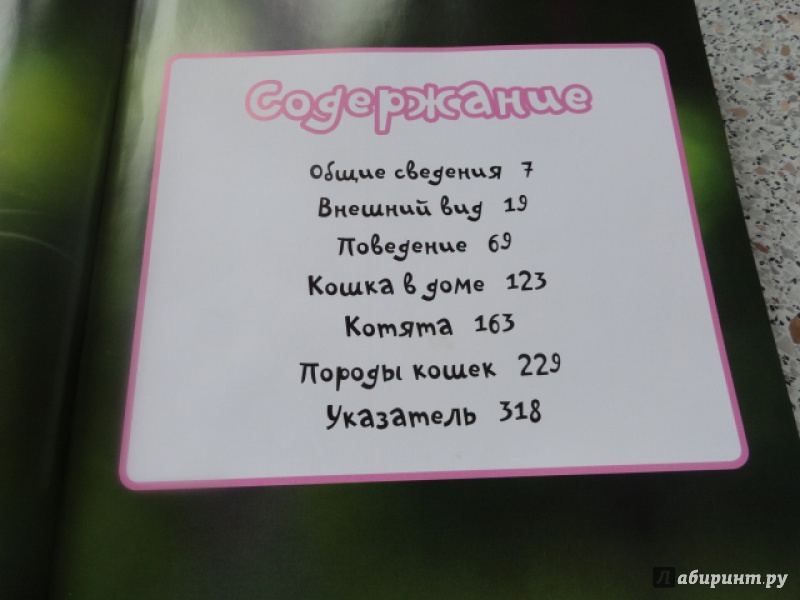 Содержание
Общие сведения 7
Внешний вид 19
Поведение 69
Кошка в доме 123
Котята 163
Породы кошек 229
Указатель 318
Лабиринт.ру